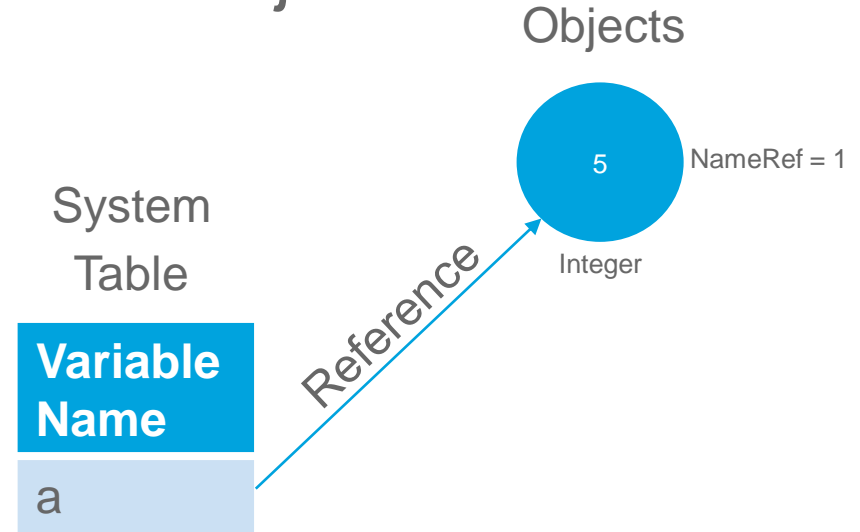 Objects
5
NameRef = 1
Integer
System
Table
Reference
Variable
Name
a